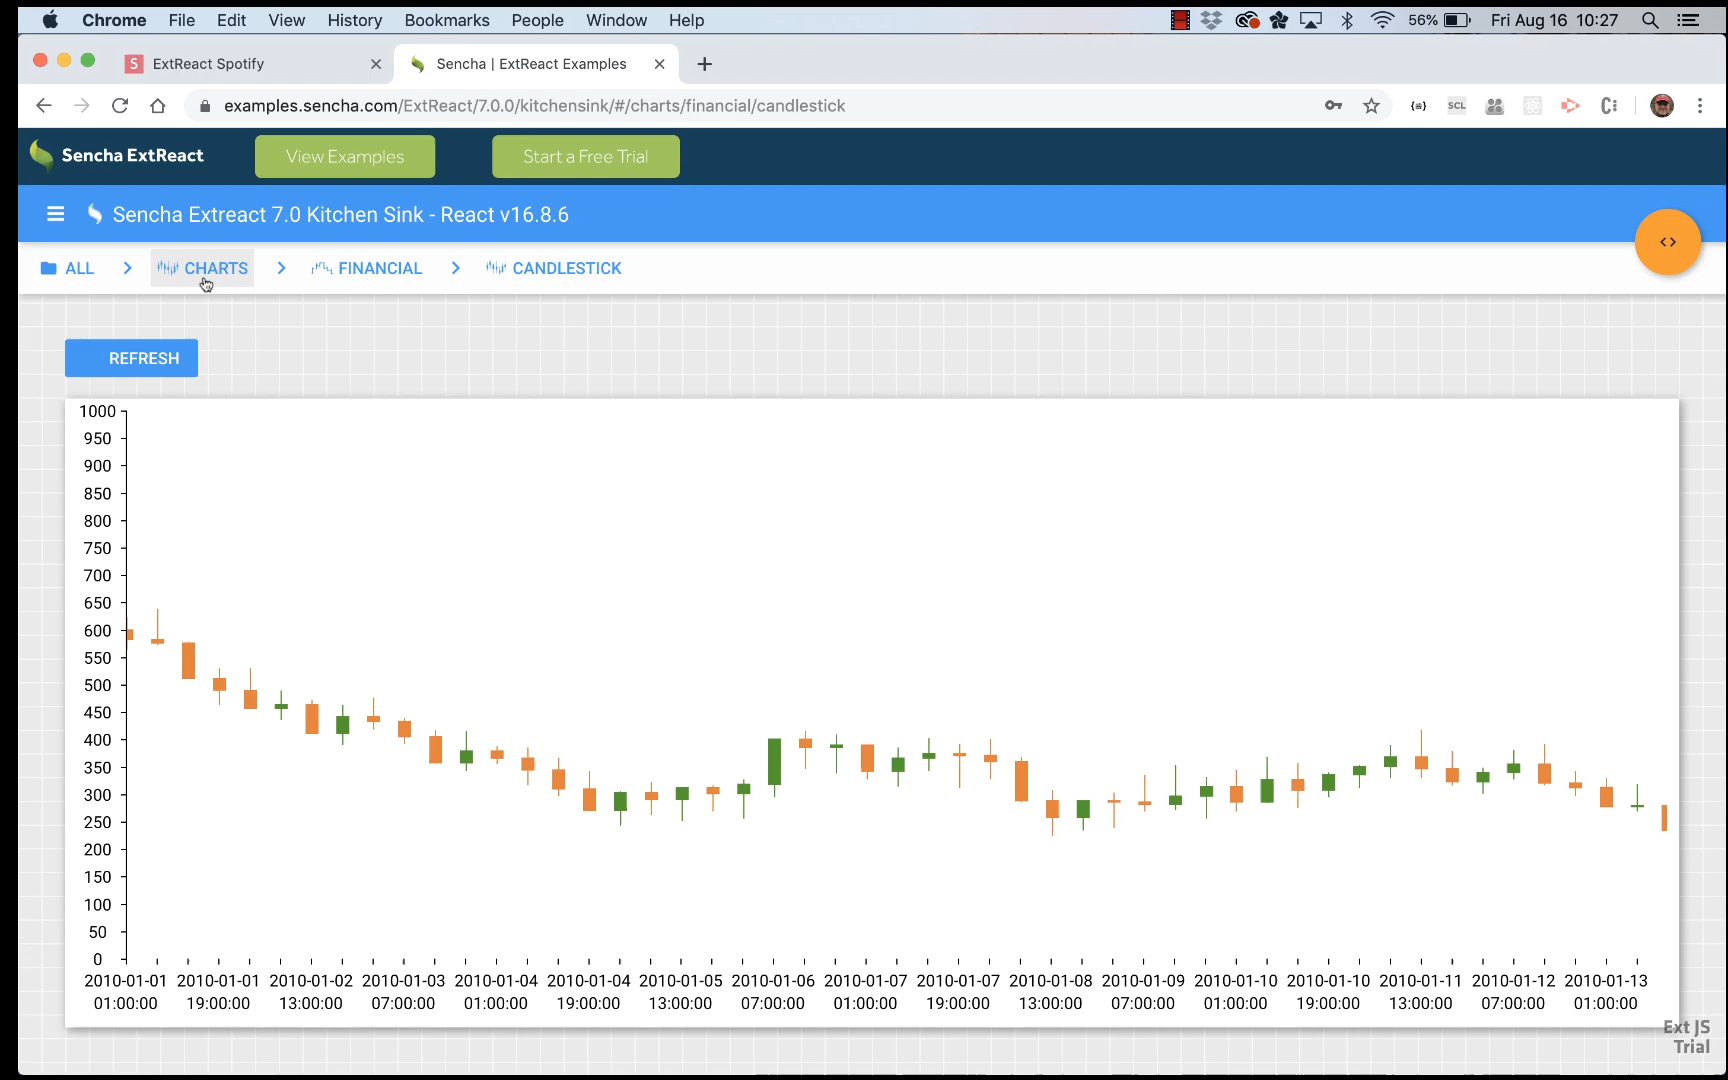 Chrome File Edit View History Bookmarks People Window Help 56% Fri Aug 16 10:27
S ExtReact Spotify Sencha | ExtReact Examples
examples.sencha.com/ExtReact/7.0.0/kitchensink/#/charts/financial/candlestick SCL
Sencha ExtReact View Examples Start a Free Trial
Sencha Extreact 7.0 Kitchen Sink - React v16.8.6
ALL CHARTS FINANCIAL CANDLESTICK
REFRESH
1000
950
900
850
800
750
700
650
600
550
500
450
400
350
300
250
200
150
100
50
0
2010-01-01 2010-01-01 2010-01-02 2010-01-03 2010-01-04 2010-01-04 2010-01-05 2010-01-06 2010-01-07 2010-01-07 2010-01-08 2010-01-09 2010-01-10 2010-01-10 2010-01-11 2010-01-12 2010-01-13
01:00:00 19:00:00 13:00:00 07:00:00 01:00:00 19:00:00 13:00:00 07:00:00 01:00:00 19:00:00 13:00:00 07:00:00 01:00:00 19:00:00 13:00:00 07:00:00 01:00:00
Ext JS
Trial